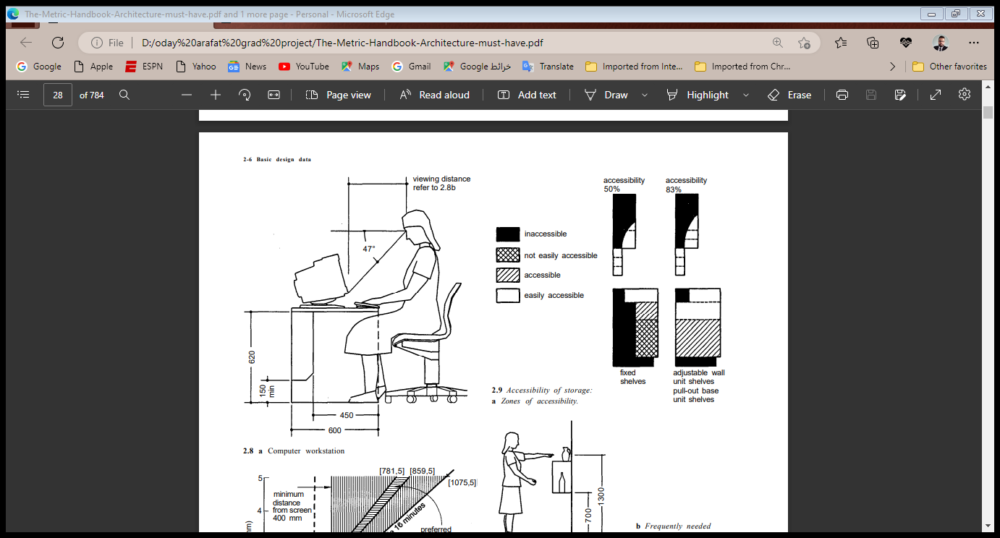 The-Metric-Handbook-Architecture-must-have.pdf and 1 more page - Personal - Microsoft Edge
File D:/oday%20arafat%20grad%20project/The-Metric-Handbook-Architecture-must-have.pdf
Google Apple ESPN Yahoo News YouTube Maps Gmail خرائط Google Translate Imported from Inte... Imported from Chr... Other favorites
28 of 784 Page view Read aloud Add text Draw Highlight Erase
2-6 Basic design data
viewing distance
refer to 2.8b
47°
620
150
min
450
600
2.8 a Computer workstation
inaccessible
not easily accessible
accessible
easily accessible
accessibility
50%
accessibility
83%
fixed
shelves
adjustable wall
unit shelves
pull-out base
unit shelves
2.9 Accessibility of storage:
a Zones of accessibility.
[781,5] [859,5]
[1075,5]
5
minimum
distance
from screen
400 mm
4
16 minutes
preferred
1300
700
b Frequently needed